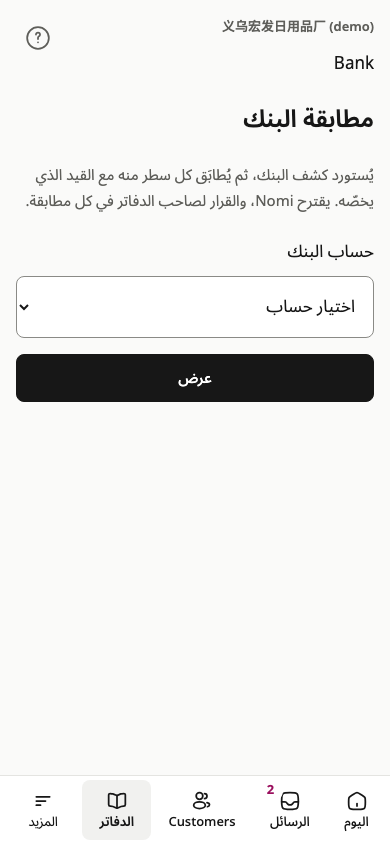 义乌宏发日用品厂 (demo)
Bank
مطابقة البنك
يُستورد كشف البنك، ثم يُطابَق كل سطر منه مع القيد الذي
يخصّه. يقترح Nomi، والقرار لصاحب الدفاتر في كل مطابقة.
حساب البنك
اختيار حساب
عرض
اليوم
2
الرسائل
Customers
الدفاتر
المزيد